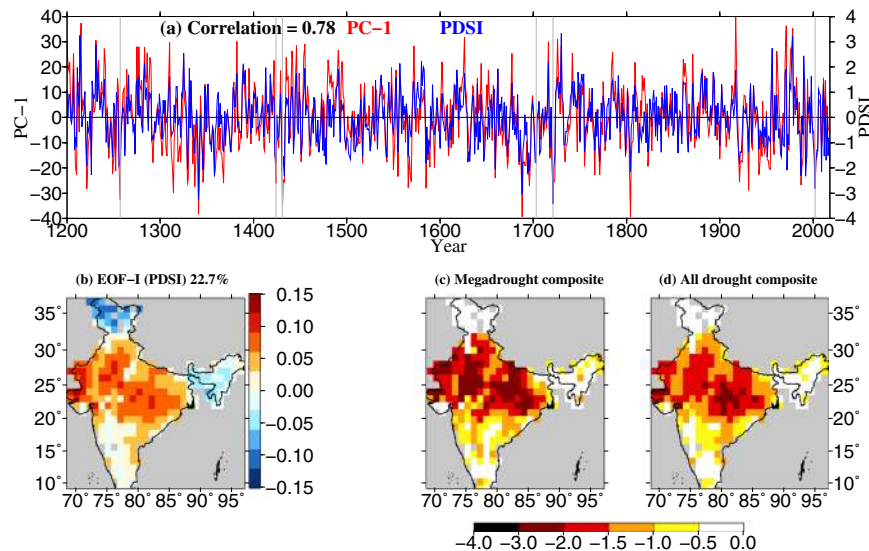 (a) Correlation = 0.78 PC−1 PDSI
40 30 20 10 0 −10 −20 −30 −40
PC−1
4 3 2 1 0 −1 −2 −3 −4
PDSI
1200 1300 1400 1500 1600 1700 1800 1900 2000
Year
(b) EOF−I (PDSI) 22.7%
35° 30° 25° 20° 15° 10°
70 75 80 85 90 95°
0.15 0.10 0.05 0.00 −0.05 −0.10 −0.15
(c) Megadrought composite
70° 75° 80° 85° 90° 95°
(d) All drought composite
35° 30° 25° 20° 15° 10°
70° 75° 80° 85° 90° 95°
−4.0 −3.0 −2.0 −1.5 −1.0 −0.5 0.0